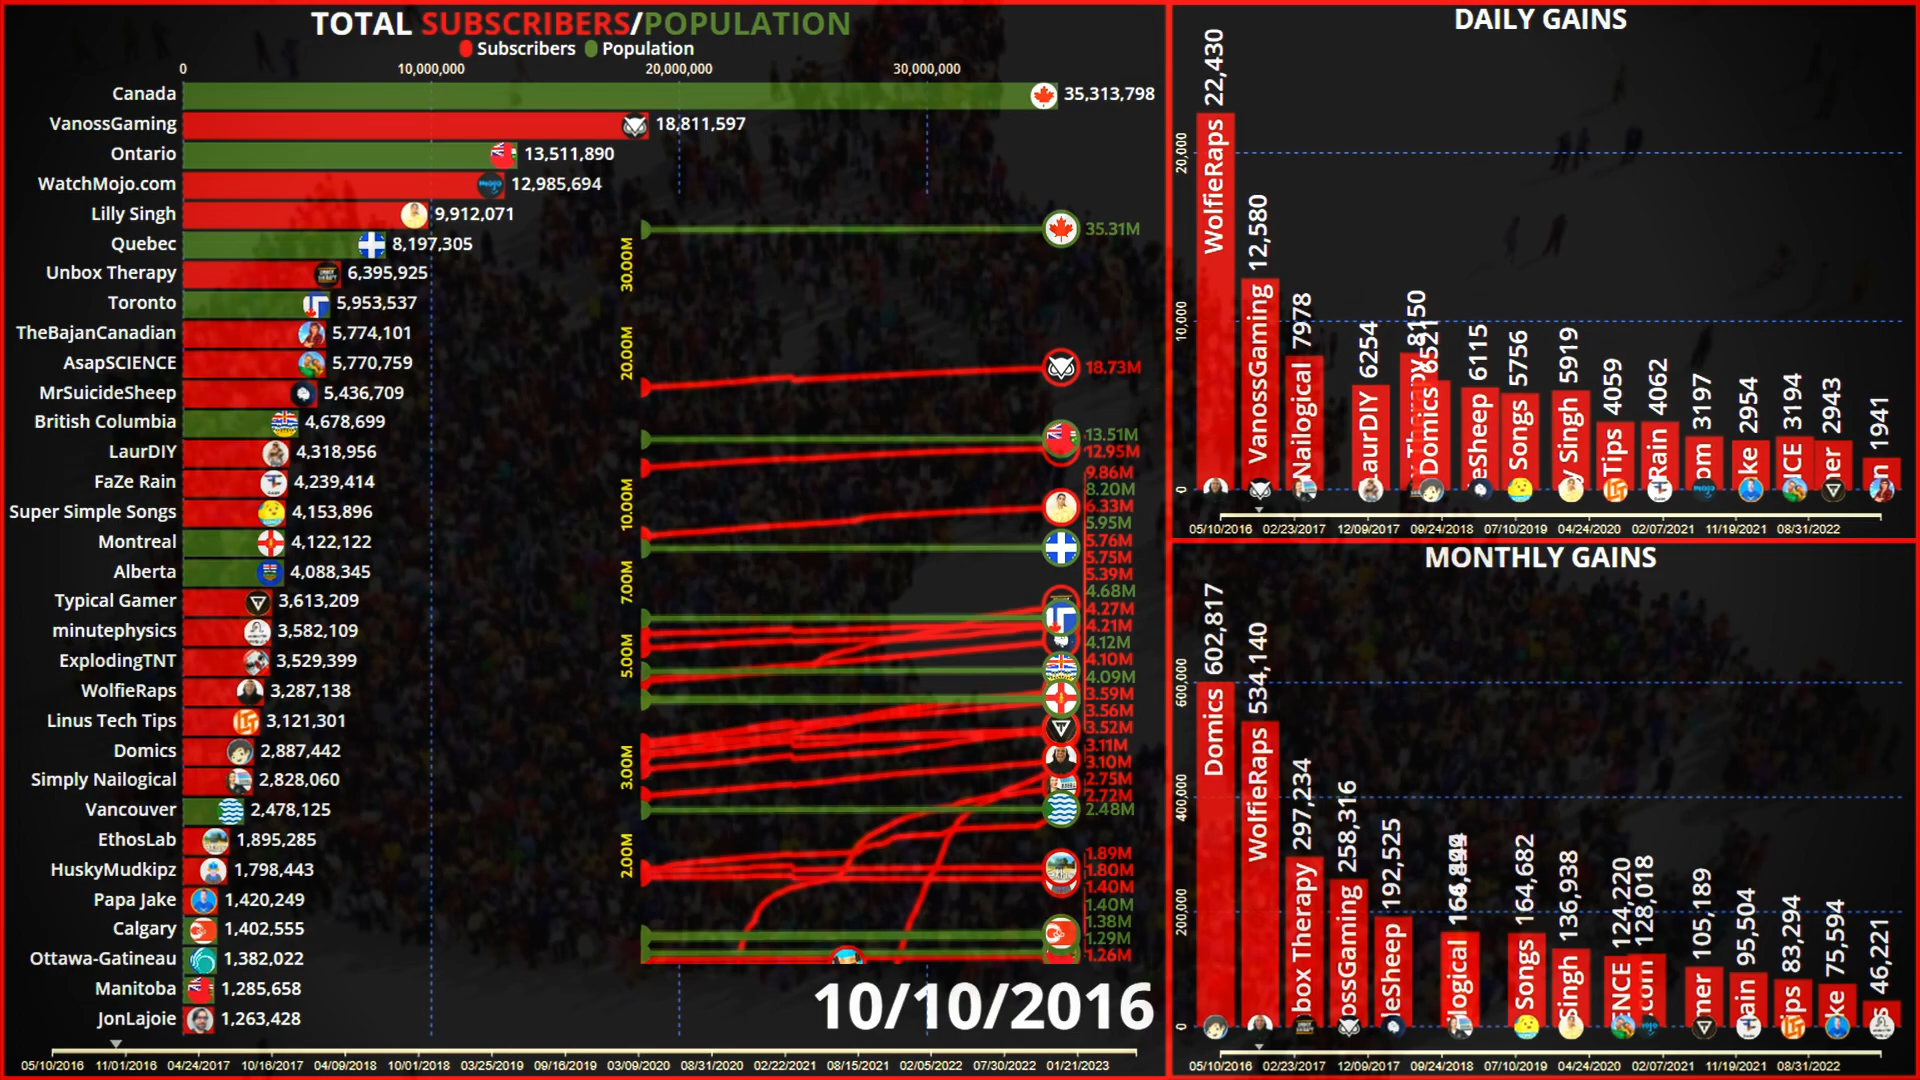 TOTAL SUBSCRIBERS/POPULATION
Subscribers Population
0 10,000,000 20,000,000 30,000,000
Canada 35,313,798
VanossGaming 18,811,597
Ontario 13,511,890
WatchMojo.com 12,985,694
Lilly Singh 9,912,071
Quebec 8,197,305
Unbox Therapy 6,395,925
Toronto 5,953,537
TheBajanCanadian 5,774,101
AsapSCIENCE 5,770,759
MrSuicideSheep 5,436,709
British Columbia 4,678,699
LaurDIY 4,318,956
FaZe Rain 4,239,414
Super Simple Songs 4,153,896
Montreal 4,122,122
Alberta 4,088,345
Typical Gamer 3,613,209
minutephysics 3,582,109
ExplodingTNT 3,529,399
WolfieRaps 3,287,138
Linus Tech Tips 3,121,301
Domics 2,887,442
Simply Nailogical 2,828,060
Vancouver 2,478,125
EthosLab 1,895,285
HuskyMudkipz 1,798,443
Papa Jake 1,420,249
Calgary 1,402,555
Ottawa-Gatineau 1,382,022
Manitoba 1,285,658
JonLajoie 1,263,428
30.00M
20.00M
10.00M
7.00M
5.00M
3.00M
2.00M
35.31M
18.73M
13.51M
12.95M
9.86M
8.20M
6.33M
5.95M
5.76M
5.75M
5.39M
4.68M
4.27M
4.21M
4.12M
4.10M
4.09M
3.59M
3.56M
3.52M
3.11M
3.10M
2.75M
2.72M
2.48M
1.89M
1.80M
1.40M
1.40M
1.38M
1.29M
1.26M
10/10/2016
05/10/2016 11/01/2016 04/24/2017 10/16/2017 04/09/2018 10/01/2018 03/25/2019 09/16/2019 03/09/2020 08/31/2020 02/22/2021 08/15/2021 02/05/2022 07/30/2022 01/21/2023
DAILY GAINS
20,000
10,000
0
WolfieRaps 22,430
VanossGaming 12,580
Nailogical 7978
LaurDIY 6254
8150
Domics 6521
eSheep 6115
Songs 5756
y Singh 5919
Tips 4059
Rain 4062
om 3197
ke 2954
ICE 3194
ner 2943
n 1941
05/10/2016 02/23/2017 12/09/2017 09/24/2018 07/10/2019 04/24/2020 02/07/2021 11/19/2021 08/31/2022
MONTHLY GAINS
600,000
400,000
200,000
0
Domics 602,817
WolfieRaps 534,140
box Therapy 297,234
ossGaming 258,316
leSheep 192,525
logical
Songs 164,682
Singh 136,938
ENCE 124,220
.com 128,018
mer 105,189
ain 95,504
ips 83,294
ke 75,594
s 46,221
05/10/2016 02/23/2017 12/09/2017 09/24/2018 07/10/2019 04/24/2020 02/07/2021 11/19/2021 08/31/2022